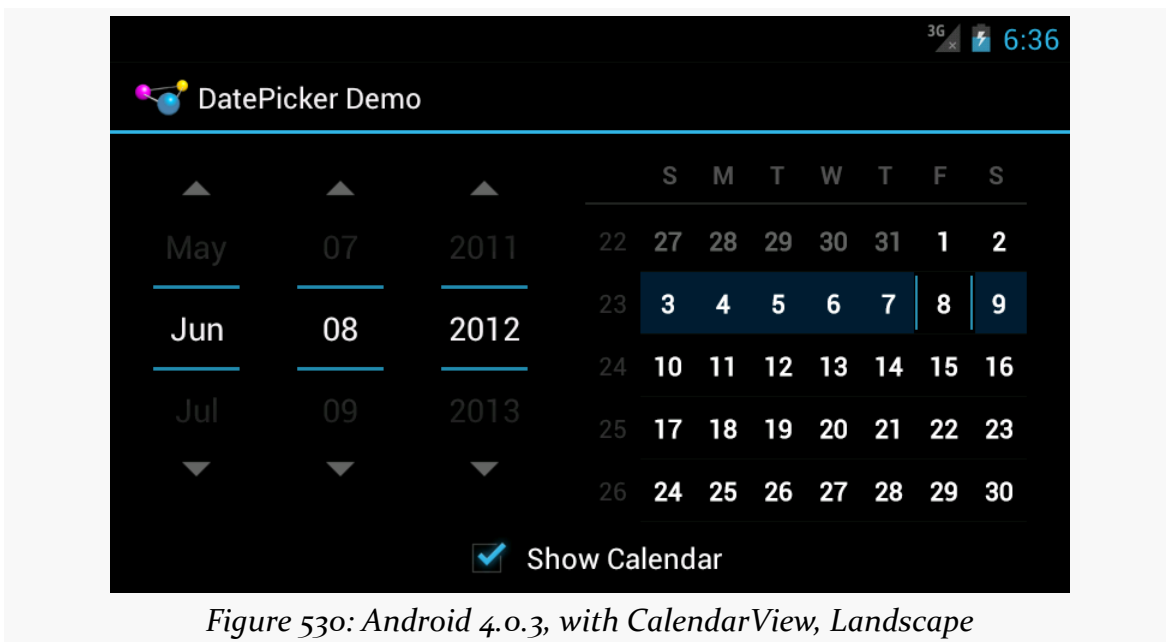 3G 6:36
DatePicker Demo
S M T W T F S
May 07 2011 22 27 28 29 30 31 1 2
23 3 4 5 6 7 8 9
Jun 08 2012
24 10 11 12 13 14 15 16
Jul 09 2013
25 17 18 19 20 21 22 23
26 24 25 26 27 28 29 30
Show Calendar
Figure 530: Android 4.0.3, with CalendarView, Landscape